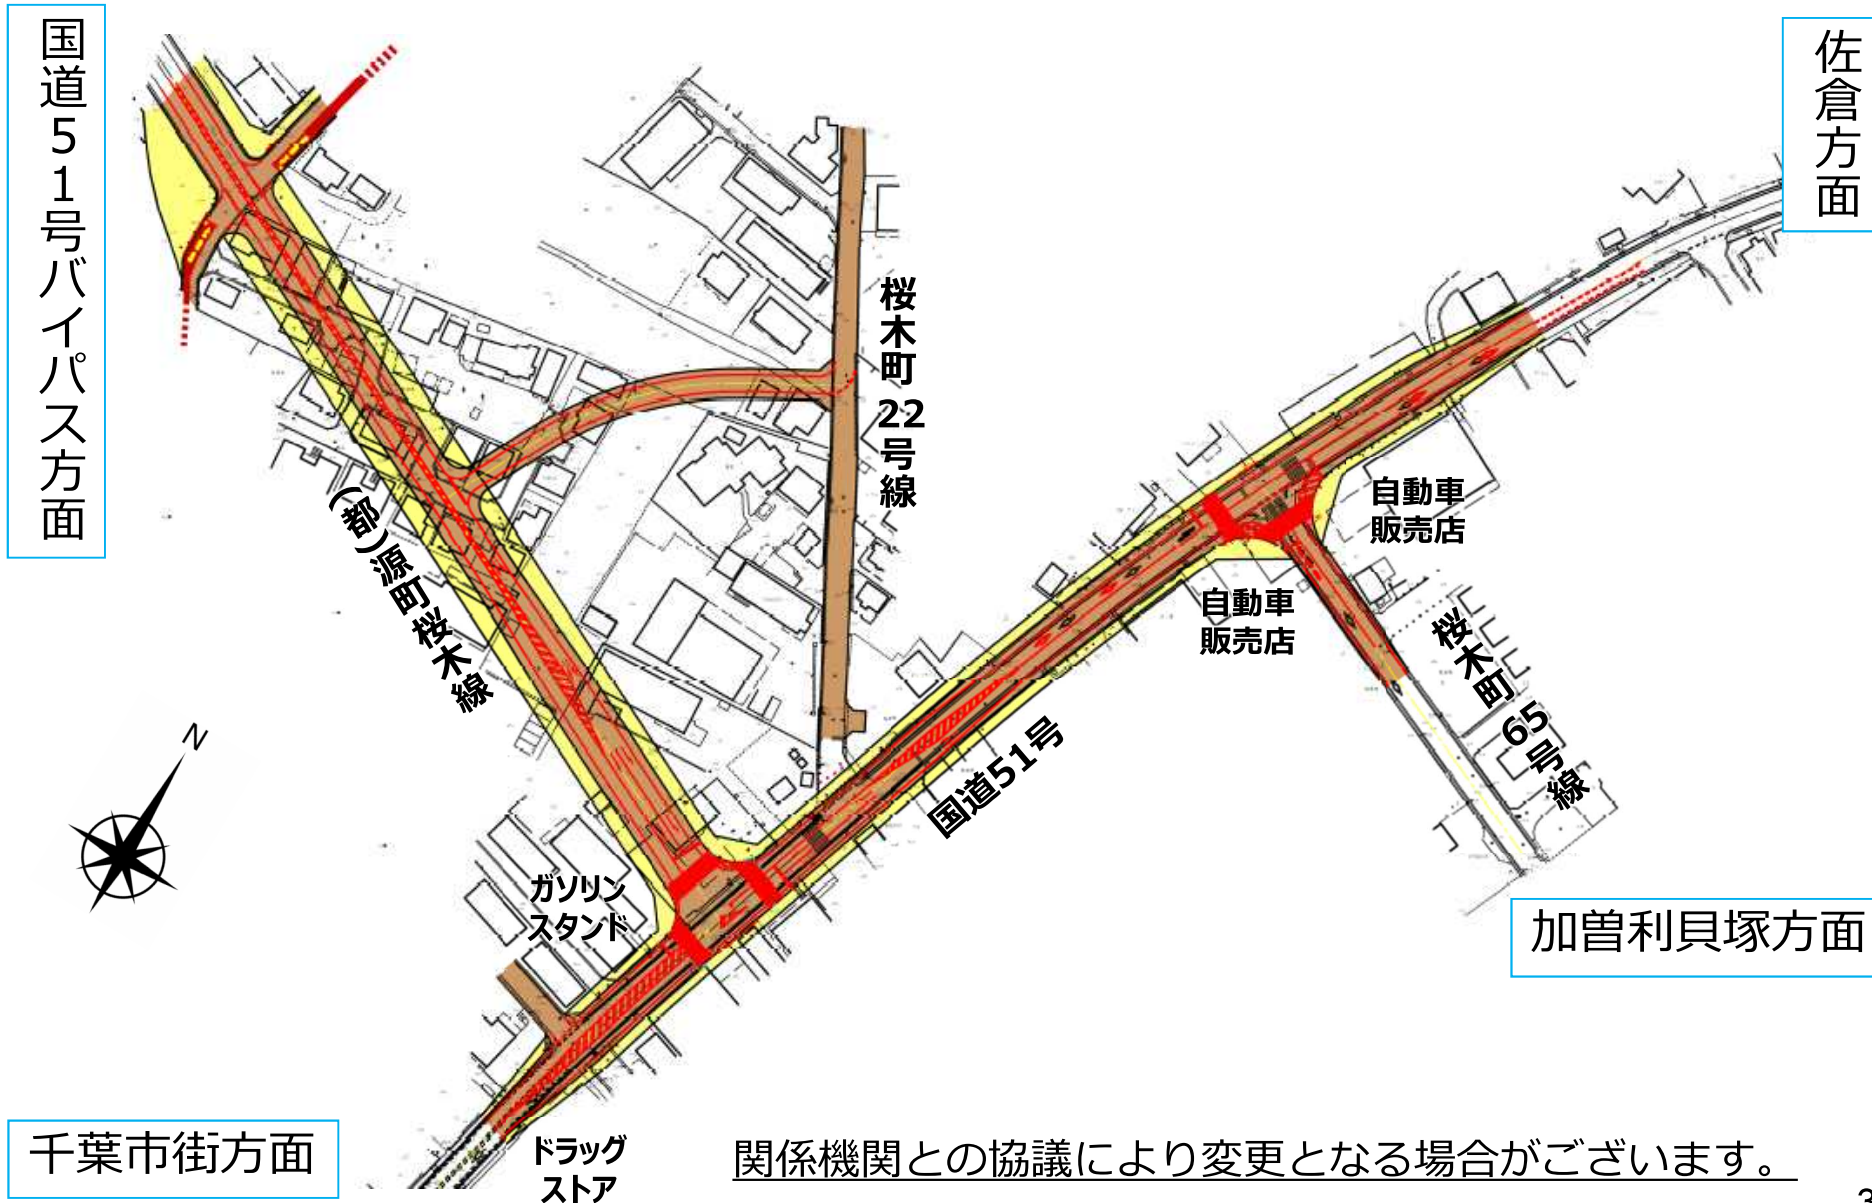 国道51号バイパス方面
佐倉方面
桜木町22号線
(都)源町桜木線
自動車
販売店
自動車
販売店
桜木町65号線
国道51号
N
ガソリン
スタンド
加曽利貝塚方面
千葉市街方面
ドラッグ
ストア
関係機関との協議により変更となる場合がございます。